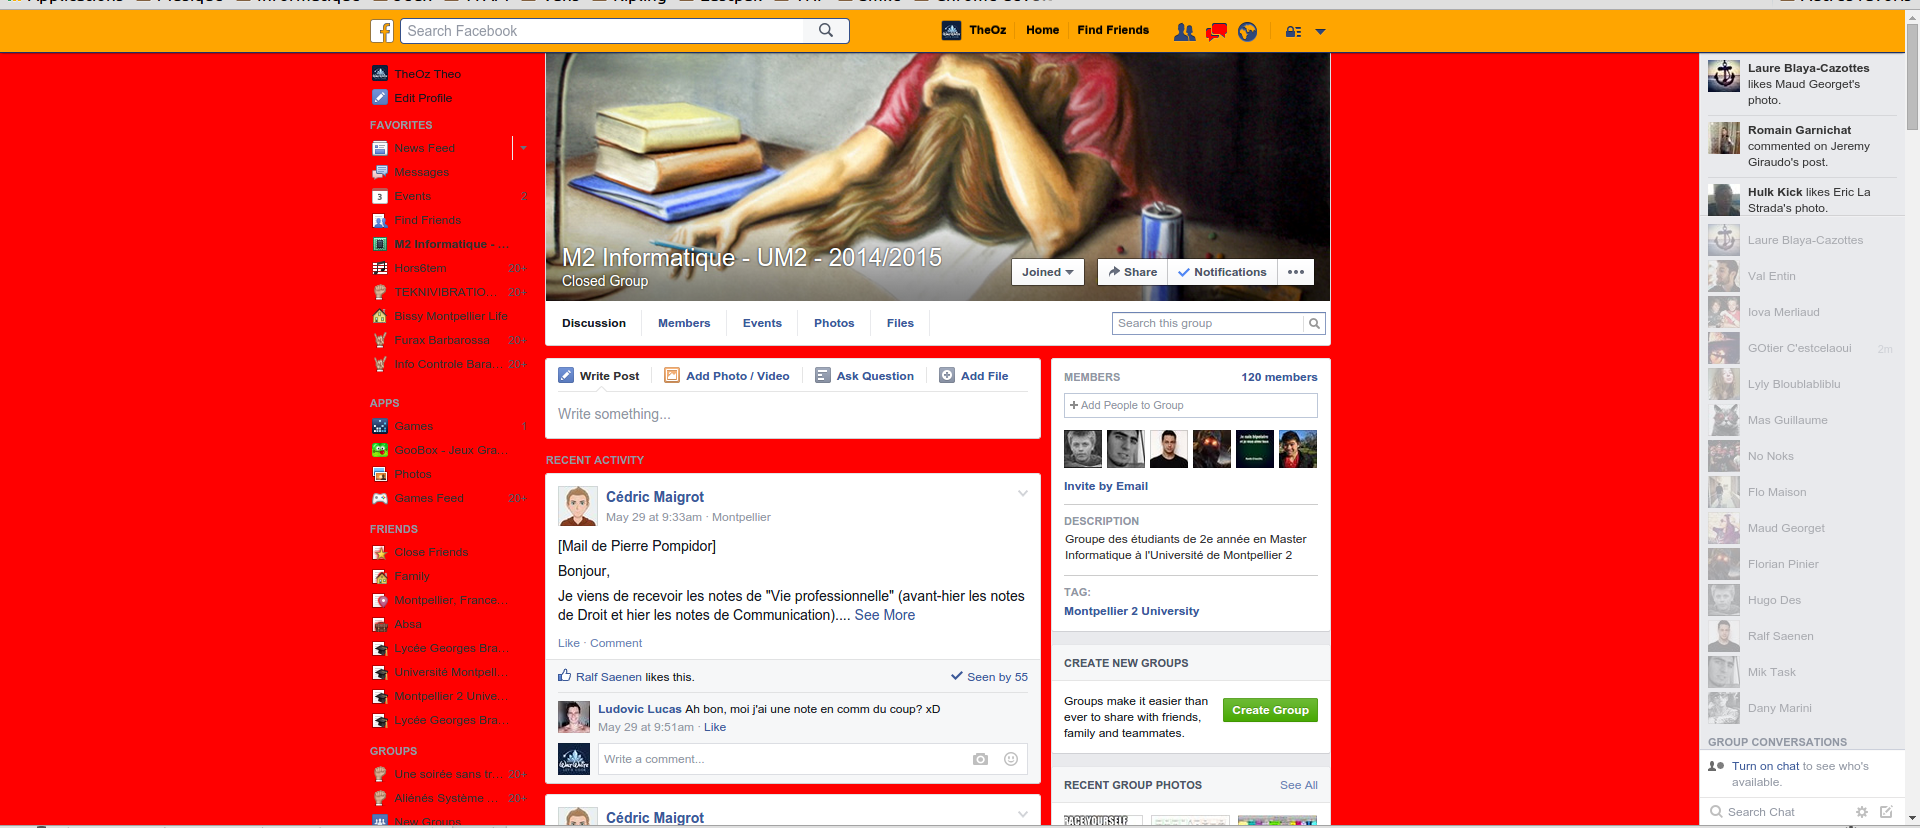 Search Facebook
TheOz
Home
Find Friends
TheOz Theo
Edit Profile
FAVORITES
News Feed
Messages
Events 2
Find Friends
M2 Informatique - ...
Hors6tem 20+
TEKNIVIBRATIO... 20+
Bissy Montpellier Life
Furax Barbarossa 20+
Info Controle Bara... 20+
APPS
Games 1
GooBox - Jeux Gra...
Photos
Games Feed 20+
FRIENDS
Close Friends
Family
Montpellier, France...
Absa
Lycée Georges Bra...
Université Montpell...
Montpellier 2 Unive...
Lycée Georges Bra...
GROUPS
Une soirée sans tr... 20+
Aliénés Système ... 20+
New Groups
M2 Informatique - UM2 - 2014/2015
Closed Group
Joined
Share
Notifications
Discussion
Members
Events
Photos
Files
Search this group
Write Post
Add Photo / Video
Ask Question
Add File
Write something...
RECENT ACTIVITY
Cédric Maigrot
May 29 at 9:33am · Montpellier
[Mail de Pierre Pompidor]
Bonjour,
Je viens de recevoir les notes de "Vie professionnelle" (avant-hier les notes
de Droit et hier les notes de Communication).... See More
Like · Comment
Ralf Saenen likes this.
Seen by 55
Ludovic Lucas Ah bon, moi j'ai une note en comm du coup? xD
May 29 at 9:51am · Like
Write a comment...
Cédric Maigrot
MEMBERS
120 members
+ Add People to Group
Invite by Email
DESCRIPTION
Groupe des étudiants de 2e année en Master
Informatique à l'Université de Montpellier 2
TAG:
Montpellier 2 University
CREATE NEW GROUPS
Groups make it easier than
ever to share with friends,
family and teammates.
Create Group
RECENT GROUP PHOTOS
See All
Laure Blaya-Cazottes
likes Maud Georget's
photo.
Romain Garnichat
commented on Jeremy
Giraudo's post.
Hulk Kick likes Eric La
Strada's photo.
Laure Blaya-Cazottes
Val Entin
Iova Merliaud
GOtier C'estcelaoui 2m
Lyly Bloublabliblu
Mas Guillaume
No Noks
Flo Maison
Maud Georget
Florian Pinier
Hugo Des
Ralf Saenen
Mik Task
Dany Marini
GROUP CONVERSATIONS
Turn on chat to see who's
available.
Search Chat